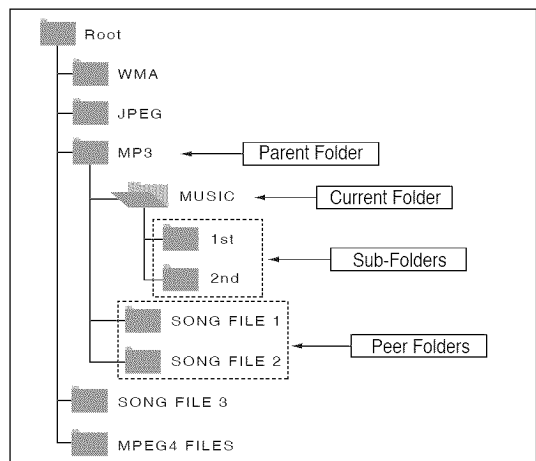 Root
WMA
JPEG
MP3
Parent Folder
MUSIC
Current Folder
1st
Sub-Folders
2nd
SONG FILE 1
Peer Folders
SONG FILE 2
SONG FILE 3
MPEG4 FILES